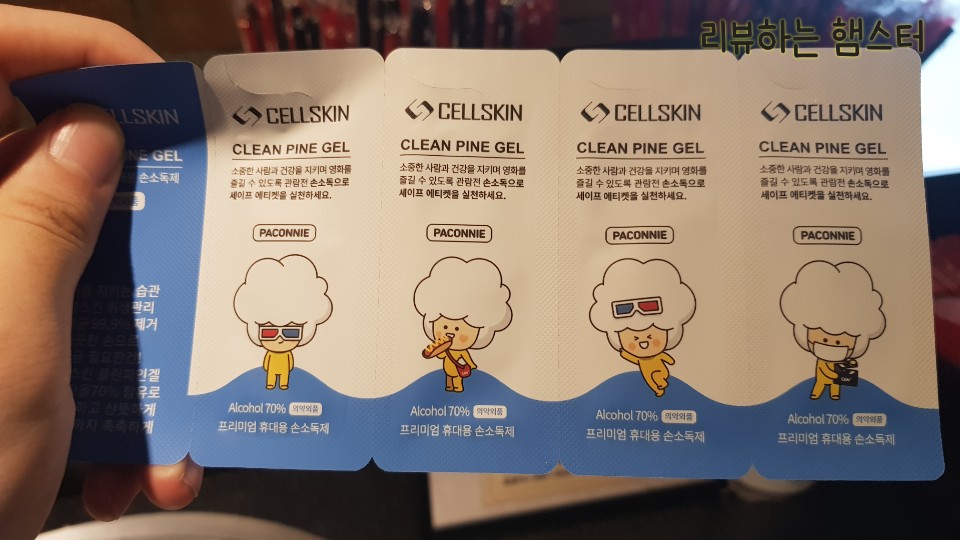 리뷰하는 햄스터
CELLSKIN
CLEAN PINE GEL
소중한 사람과 건강을 지키며 영화를
즐길 수 있도록 관람전 손소독으로
세이프 에티켓을 실천하세요.
PACONNIE
Alcohol 70% 의약외품
프리미엄 휴대용 손소독제
CELLSKIN
CLEAN PINE GEL
소중한 사람과 건강을 지키며 영화를
즐길 수 있도록 관람전 손소독으로
세이프 에티켓을 실천하세요.
PACONNIE
Alcohol 70% 의약외품
프리미엄 휴대용 손소독제
CELLSKIN
CLEAN PINE GEL
소중한 사람과 건강을 지키며 영화를
즐길 수 있도록 관람전 손소독으로
세이프 에티켓을 실천하세요.
PACONNIE
Alcohol 70% 의약외품
프리미엄 휴대용 손소독제
CELLSKIN
CLEAN PINE GEL
소중한 사람과 건강을 지키며 영화를
즐길 수 있도록 관람전 손소독으로
세이프 에티켓을 실천하세요.
PACONNIE
Alcohol 70% 의약외품
프리미엄 휴대용 손소독제
GEL
손소독제
습관